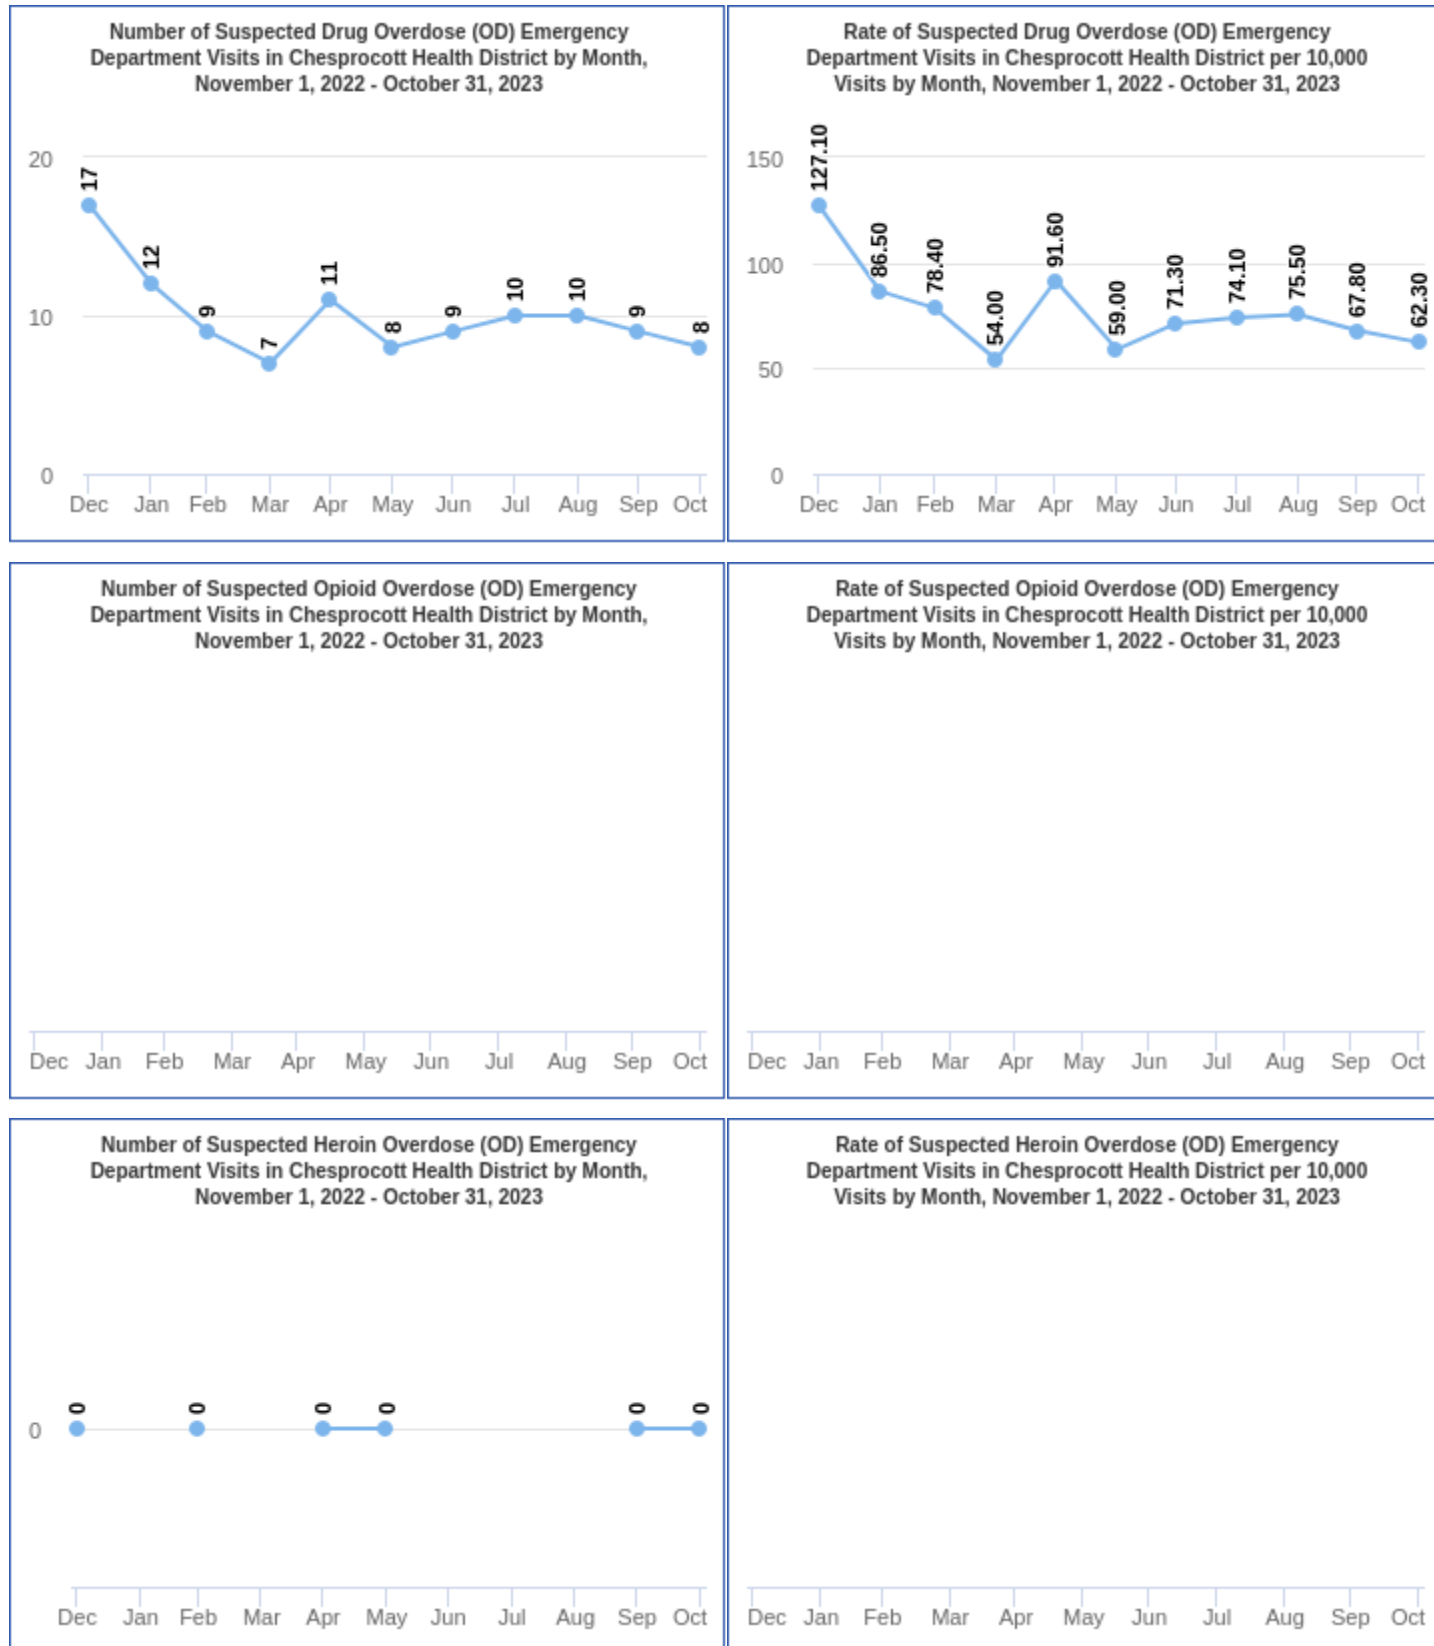 Number of Suspected Drug Overdose (OD) Emergency
Department Visits in Chesprocott Health District by Month,
November 1, 2022 - October 31, 2023
20
10
0
17
12
9
7
11
8
9
10
10
9
8
Dec Jan Feb Mar Apr May Jun Jul Aug Sep Oct
Rate of Suspected Drug Overdose (OD) Emergency
Department Visits in Chesprocott Health District per 10,000
Visits by Month, November 1, 2022 - October 31, 2023
150
100
50
0
127.10
86.50
78.40
54.00
91.60
59.00
71.30
74.10
75.50
67.80
62.30
Dec Jan Feb Mar Apr May Jun Jul Aug Sep Oct
Number of Suspected Opioid Overdose (OD) Emergency
Department Visits in Chesprocott Health District by Month,
November 1, 2022 - October 31, 2023
Dec Jan Feb Mar Apr May Jun Jul Aug Sep Oct
Rate of Suspected Opioid Overdose (OD) Emergency
Department Visits in Chesprocott Health District per 10,000
Visits by Month, November 1, 2022 - October 31, 2023
Dec Jan Feb Mar Apr May Jun Jul Aug Sep Oct
Number of Suspected Heroin Overdose (OD) Emergency
Department Visits in Chesprocott Health District by Month,
November 1, 2022 - October 31, 2023
0
0
0
0
0
0
0
Dec Jan Feb Mar Apr May Jun Jul Aug Sep Oct
Rate of Suspected Heroin Overdose (OD) Emergency
Department Visits in Chesprocott Health District per 10,000
Visits by Month, November 1, 2022 - October 31, 2023
Dec Jan Feb Mar Apr May Jun Jul Aug Sep Oct